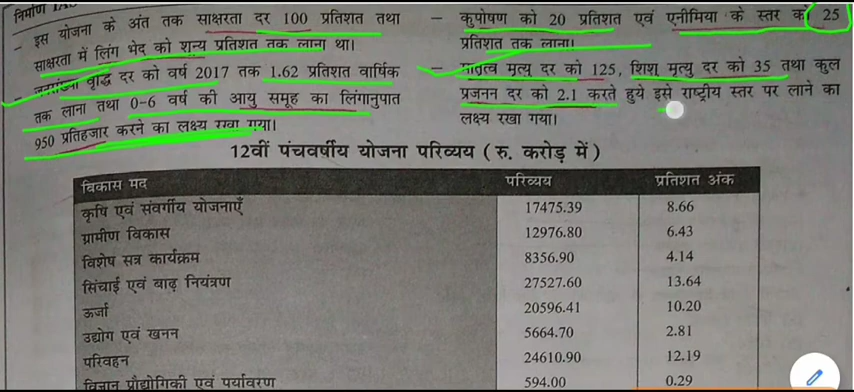 निर्माण IAS
- इस योजना के अंत तक साक्षरता दर 100 प्रतिशत तथा
साक्षरता में लिंग भेद को शून्य प्रतिशत तक लाना था।
- जनसंख्या वृद्धि दर को वर्ष 2017 तक 1.62 प्रतिशत वार्षिक
तक लाना तथा 0-6 वर्ष की आयु समूह का लिंगानुपात
950 प्रतिहजार करने का लक्ष्य रखा गया।
- कुपोषण को 20 प्रतिशत एवं एनीमिया के स्तर को 25
प्रतिशत तक लाना।
- मातृत्व मृत्यु दर को 125, शिशु मृत्यु दर को 35 तथा कुल
प्रजनन दर को 2.1 करते हुये इसे राष्ट्रीय स्तर पर लाने का
लक्ष्य रखा गया।
12वीं पंचवर्षीय योजना परिव्यय (रु. करोड़ में)
विकास मद परिव्यय प्रतिशत अंक
कृषि एवं संवर्गीय योजनाएँ 17475.39 8.66
ग्रामीण विकास 12976.80 6.43
विशेष सत्र कार्यक्रम 8356.90 4.14
सिंचाई एवं बाढ़ नियंत्रण 27527.60 13.64
ऊर्जा 20596.41 10.20
उद्योग एवं खनन 5664.70 2.81
परिवहन 24610.90 12.19
विज्ञान प्रौद्योगिकी एवं पर्यावरण 594.00 0.29